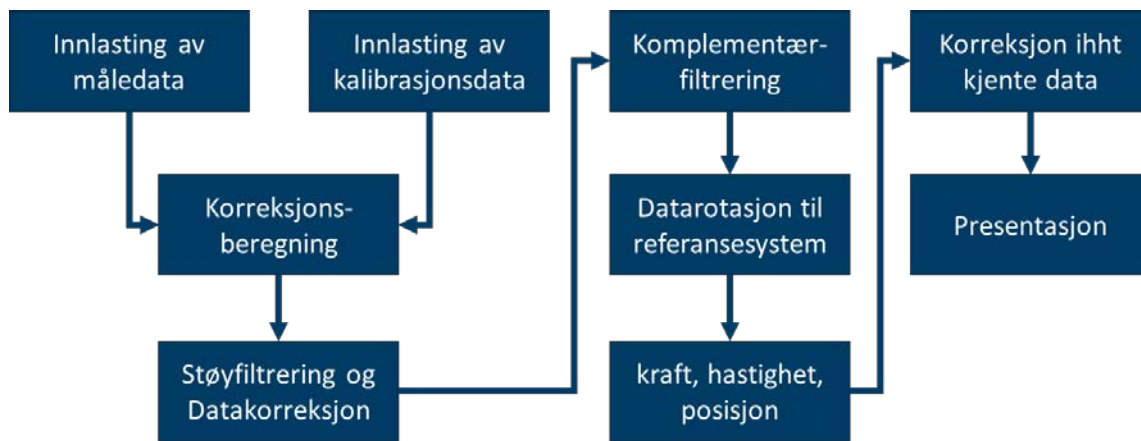 Innlasting av
måledata
Innlasting av
kalibrasjonsdata
Korreksjons-
beregning
Støyfiltrering og
Datakorreksjon
Komplementær-
filtrering
Datarotasjon til
referansesystem
kraft, hastighet,
posisjon
Korreksjon ihht
kjente data
Presentasjon